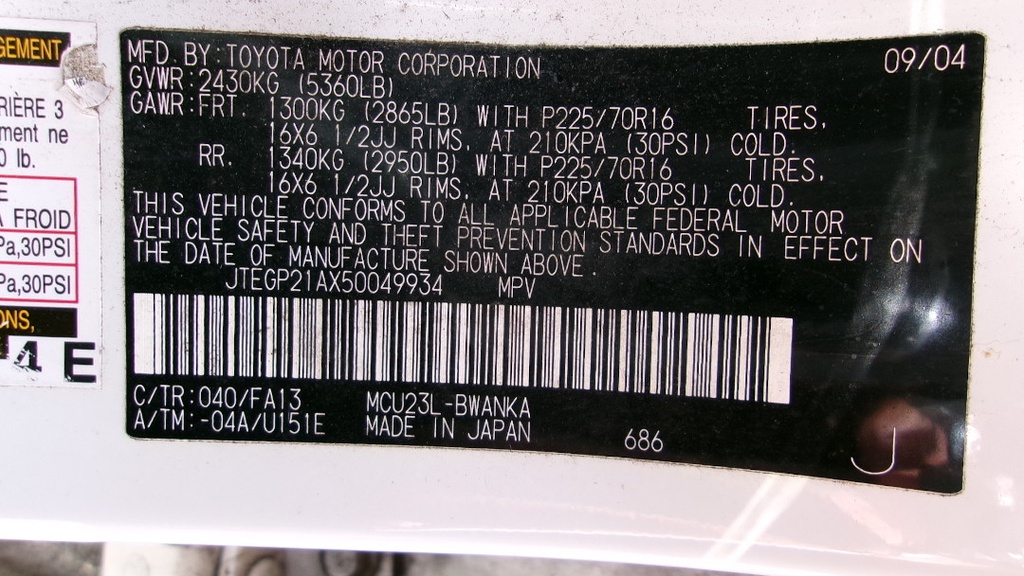 GEMENT
RIÈRE 3
ment ne
0 lb.
E
A FROID
Pa,30PSI
Pa,30PSI
ONS,
4 E
MFD. BY: TOYOTA MOTOR CORPORATION 09/04
GVWR: 2430KG (5360LB)
GAWR: FRT. 1300KG (2865LB) WITH P225/70R16 TIRES,
16X6 1/2JJ RIMS, AT 210KPA (30PSI) COLD.
RR. 1340KG (2950LB) WITH P225/70R16 TIRES,
16X6 1/2JJ RIMS, AT 210KPA (30PSI) COLD.
THIS VEHICLE CONFORMS TO ALL APPLICABLE FEDERAL MOTOR
VEHICLE SAFETY AND THEFT PREVENTION STANDARDS IN EFFECT ON
THE DATE OF MANUFACTURE SHOWN ABOVE.
JTEGP21AX50049934 MPV
C/TR: 040/FA13 MCU23L-BWANKA
A/TM: -04A/U151E MADE IN JAPAN 686 J